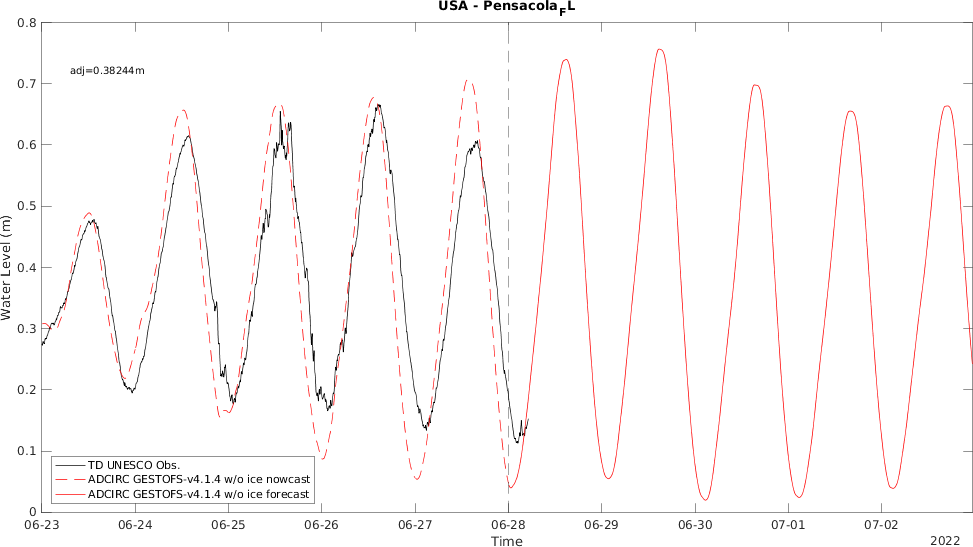 USA - Pensacola_FL
0.8
adj=0.38244m
0.7
0.6
0.5
0.4
0.3
0.2
0.1
0
Water Level (m)
TD UNESCO Obs.
ADCIRC GESTOFS-v4.1.4 w/o ice nowcast
ADCIRC GESTOFS-v4.1.4 w/o ice forecast
06-23 06-24 06-25 06-26 06-27 06-28 06-29 06-30 07-01 07-02
Time
2022